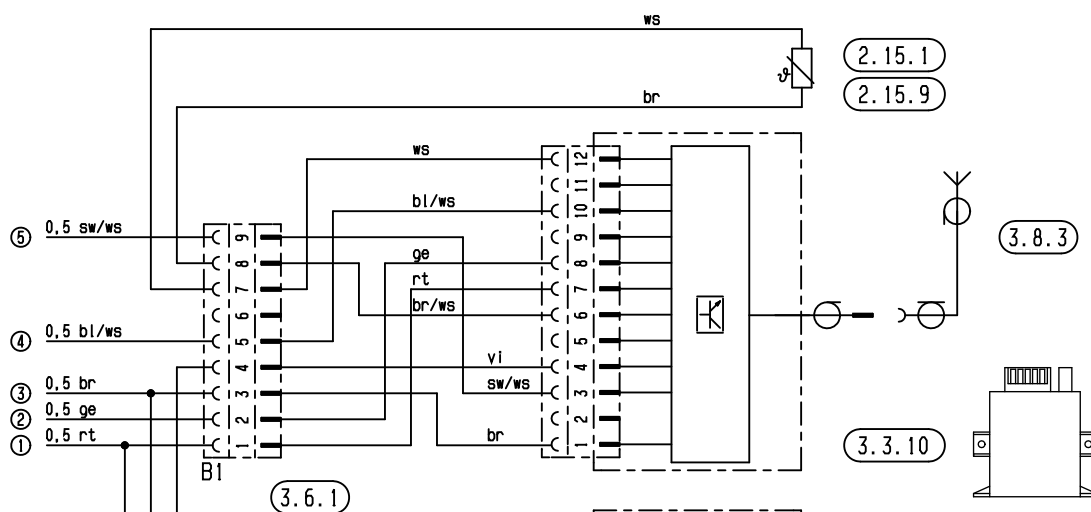 ws
2.15.1
ϑ
br
2.15.9
ws
12
11
bl/ws
10
⑤ 0,5 sw/ws
9
9
3.8.3
8
ge
8
7
rt
7
6
br/ws
6
④ 0,5 bl/ws
5
5
4
vi
4
③ 0,5 br
3
sw/ws
3
② 0,5 ge
2
2
① 0,5 rt
1
br
1
3.3.10
B1
3.6.1